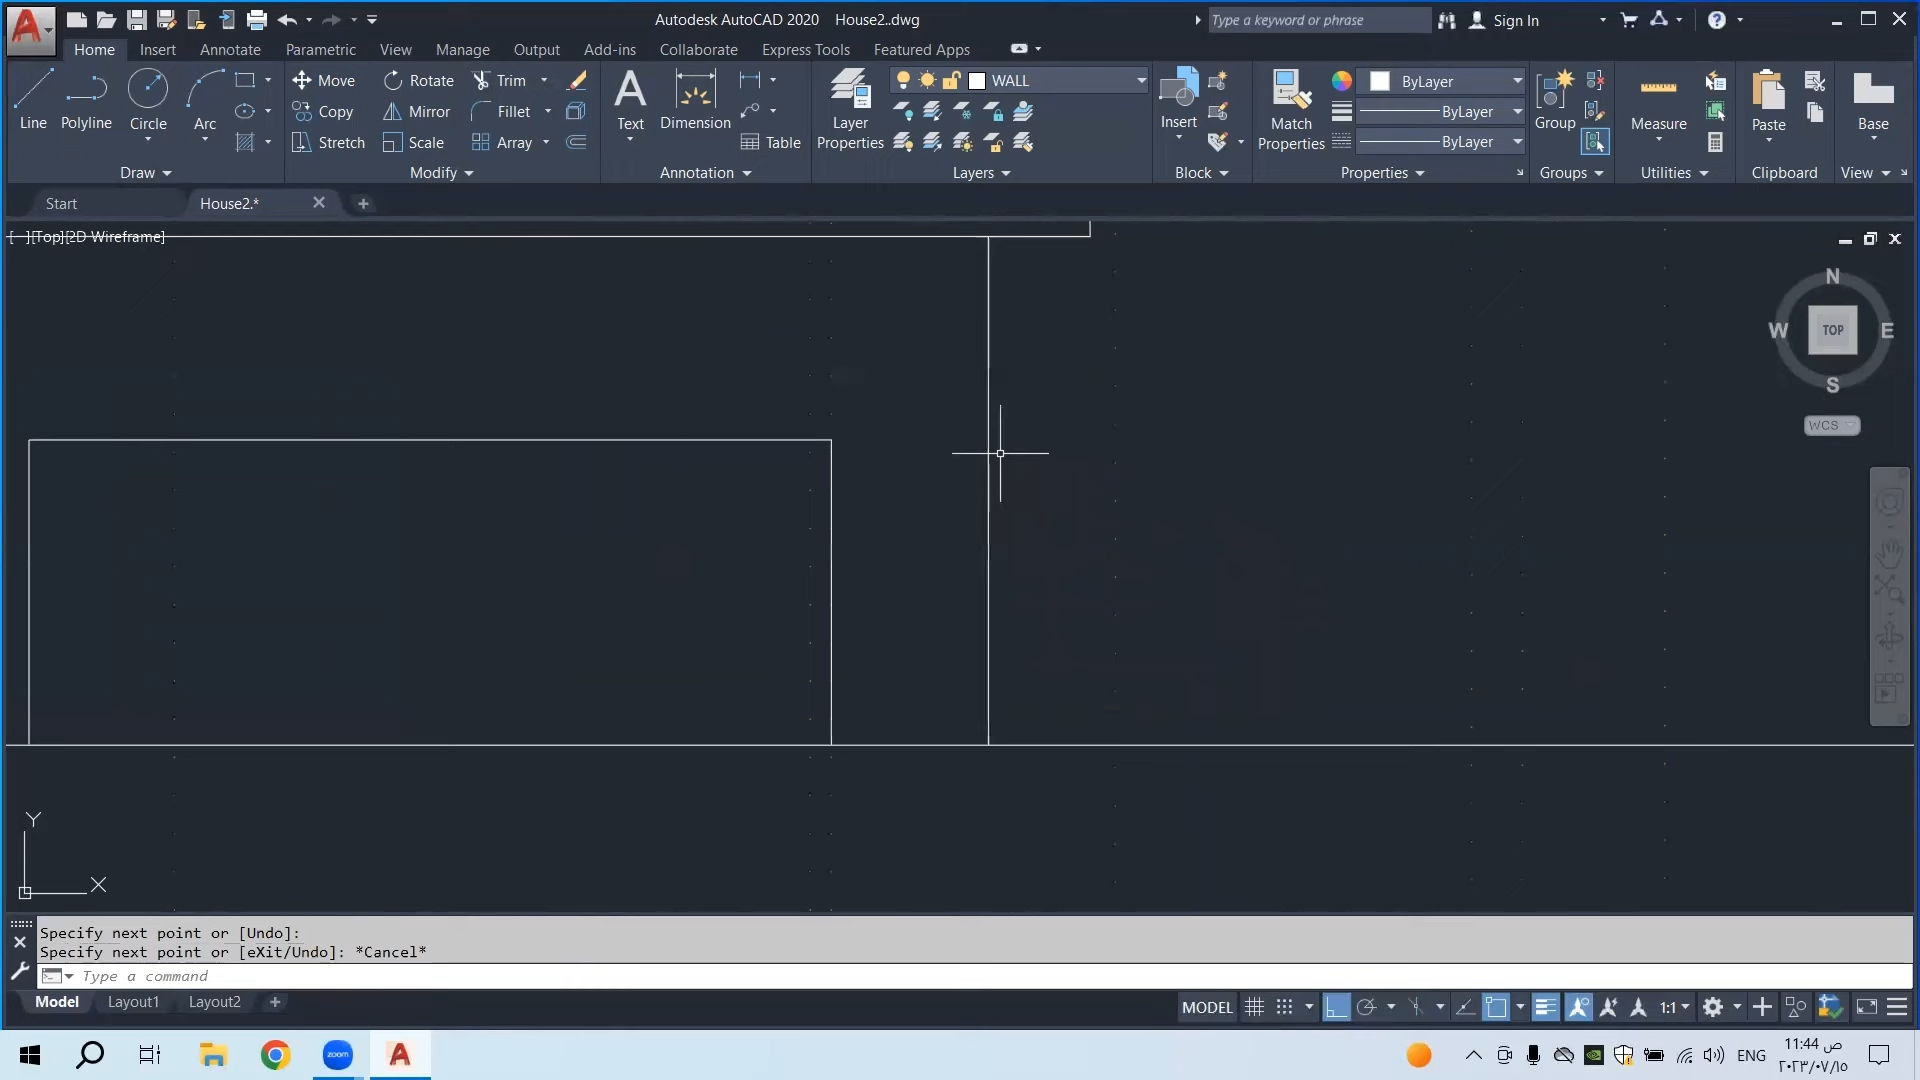 Autodesk AutoCAD 2020 House2..dwg
Type a keyword or phrase
Sign In
Home Insert Annotate Parametric View Manage Output Add-ins Collaborate Express Tools Featured Apps
Line Polyline Circle Arc
Move Rotate Trim
Copy Mirror Fillet
Stretch Scale Array
Text Dimension Table
Layer Properties
WALL
Insert
Match Properties
ByLayer
ByLayer
ByLayer
Group
Measure
Paste
Base
Draw Modify Annotation Layers Block Properties Groups Utilities Clipboard View
Start House2.*
[–][Top][2D Wireframe]
N
W TOP E
S
WCS
Y
X
Specify next point or [Undo]:
Specify next point or [eXit/Undo]: *Cancel*
Type a command
Model Layout1 Layout2
MODEL 1:1
zoom
ENG
11:44 ص
٢٠٢٣/٠٧/١٥